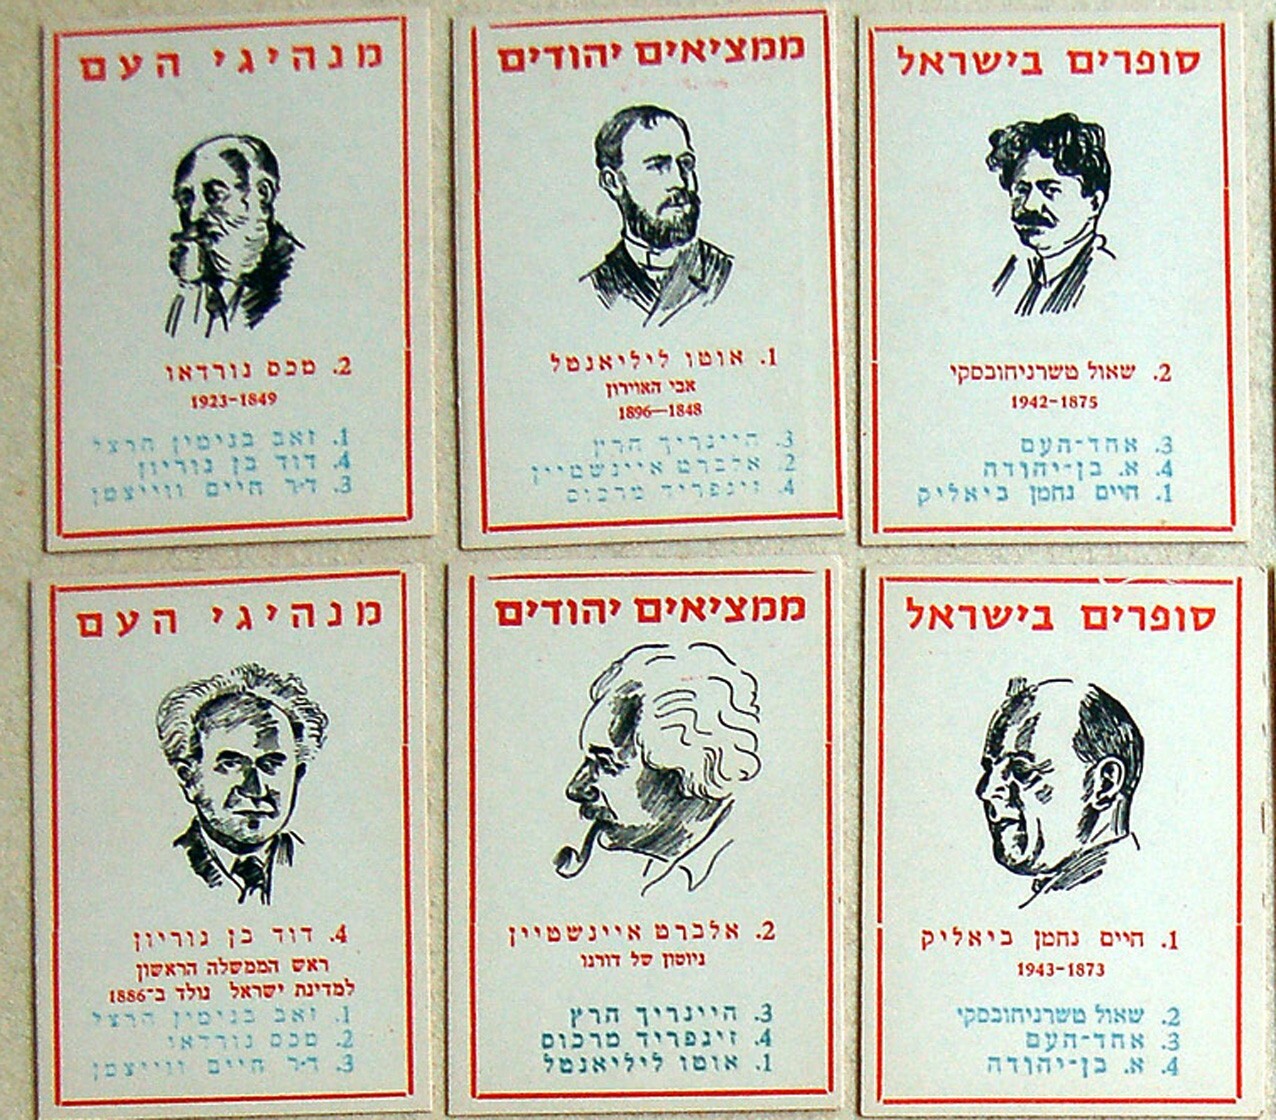 מנהיגי העם
2. מכס נורדאו
1923-1849
1. זאב בנימין הרצל
4. דוד בן גוריון
3. ד״ר חיים ווייצמן
ממציאים יהודים
1. אוטו ליליאנטל
אבי האוירון
1896—1848
3. היינריך הרץ
2. אלברט איינשטיין
4. זיגפריד מרכוס
סופרים בישראל
2. שאול טשרניחובסקי
1942-1875
3. אחד-העם
4. א. בן-יהודה
1. חיים נחמן ביאליק
מנהיגי העם
4. דוד בן גוריון
ראש הממשלה הראשון
למדינת ישראל נולד ב-1886
1. זאב בנימין הרצל
2. מכס נורדאו
3. ד״ר חיים ווייצמן
ממציאים יהודים
2. אלברט איינשטיין
ניוטון של דורנו
3. היינריך הרץ
4. זיגפריד מרכוס
1. אוטו ליליאנטל
סופרים בישראל
1. חיים נחמן ביאליק
1943-1873
2. שאול טשרניחובסקי
3. אחד-העם
4. א. בן-יהודה